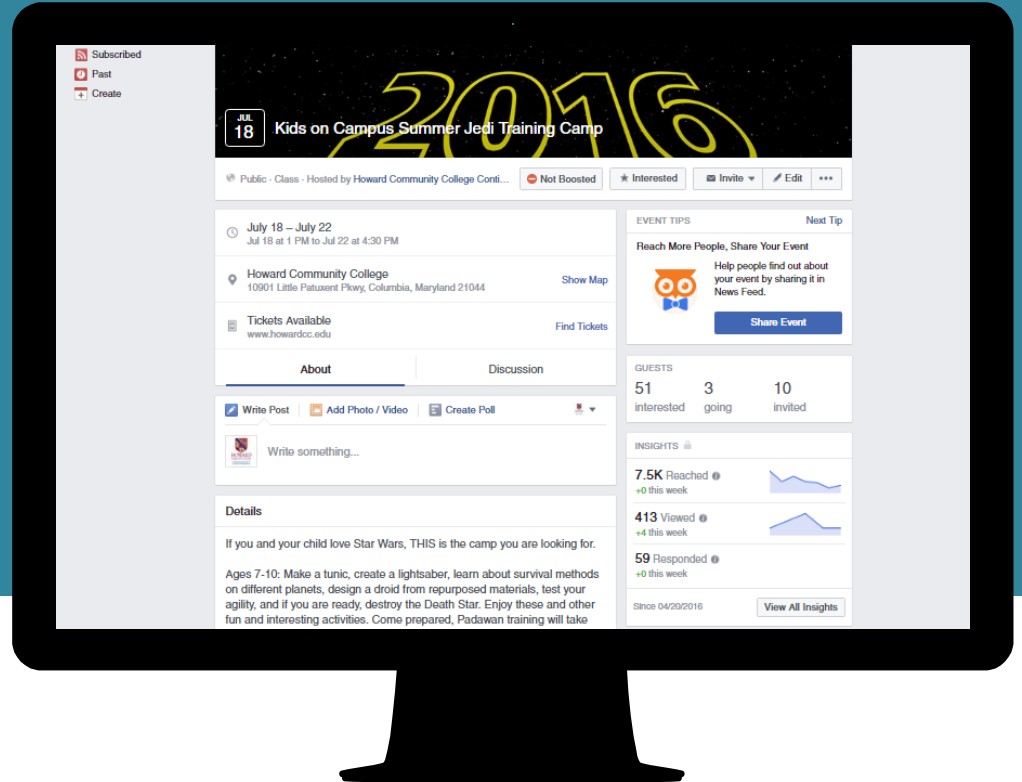 Subscribed
Past
Create
2016
JUL
18
Kids on Campus Summer Jedi Training Camp
Public · Class · Hosted by Howard Community College Conti...
Not Boosted
Interested
Invite
Edit
July 18 – July 22
Jul 18 at 1 PM to Jul 22 at 4:30 PM
Howard Community College
10901 Little Patuxent Pkwy, Columbia, Maryland 21044
Show Map
Tickets Available
www.howardcc.edu
Find Tickets
About
Discussion
Write Post
Add Photo / Video
Create Poll
HOWARD
Write something...
Details
If you and your child love Star Wars, THIS is the camp you are looking for.
Ages 7-10: Make a tunic, create a lightsaber, learn about survival methods
on different planets, design a droid from repurposed materials, test your
agility, and if you are ready, destroy the Death Star. Enjoy these and other
fun and interesting activities. Come prepared, Padawan training will take
EVENT TIPS
Next Tip
Reach More People, Share Your Event
Help people find out about
your event by sharing it in
News Feed.
Share Event
GUESTS
51
3
10
interested
going
invited
INSIGHTS
7.5K Reached
+0 this week
413 Viewed
+4 this week
59 Responded
+0 this week
Since 04/20/2016
View All Insights